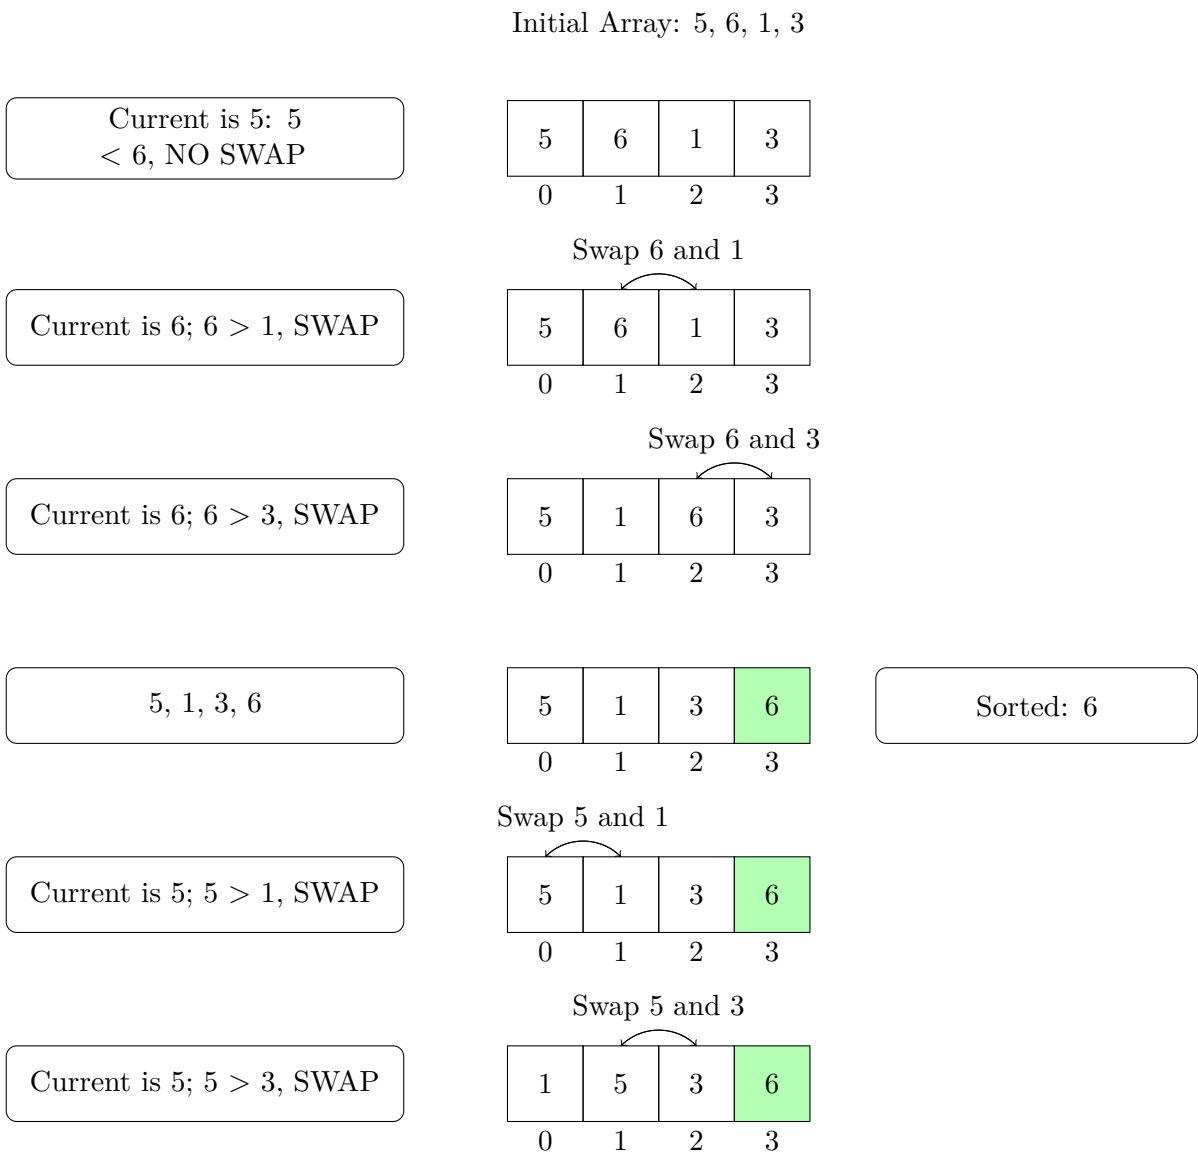 Initial Array: 5, 6, 1, 3
Current is 5: 5
< 6, NO SWAP
5 6 1 3
0 1 2 3
Swap 6 and 1
Current is 6; 6 > 1, SWAP
5 6 1 3
0 1 2 3
Swap 6 and 3
Current is 6; 6 > 3, SWAP
5 1 6 3
0 1 2 3
5, 1, 3, 6
5 1 3 6
Sorted: 6
0 1 2 3
Swap 5 and 1
Current is 5; 5 > 1, SWAP
5 1 3 6
0 1 2 3
Swap 5 and 3
Current is 5; 5 > 3, SWAP
1 5 3 6
0 1 2 3